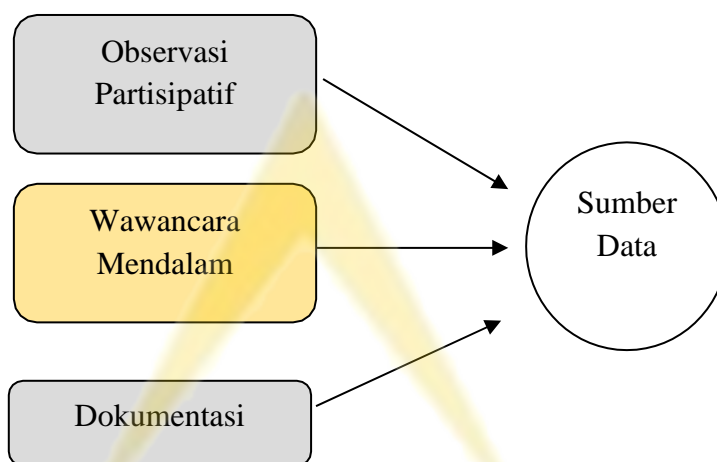 Observasi
Partisipatif
Wawancara
Mendalam
Sumber
Data
Dokumentasi